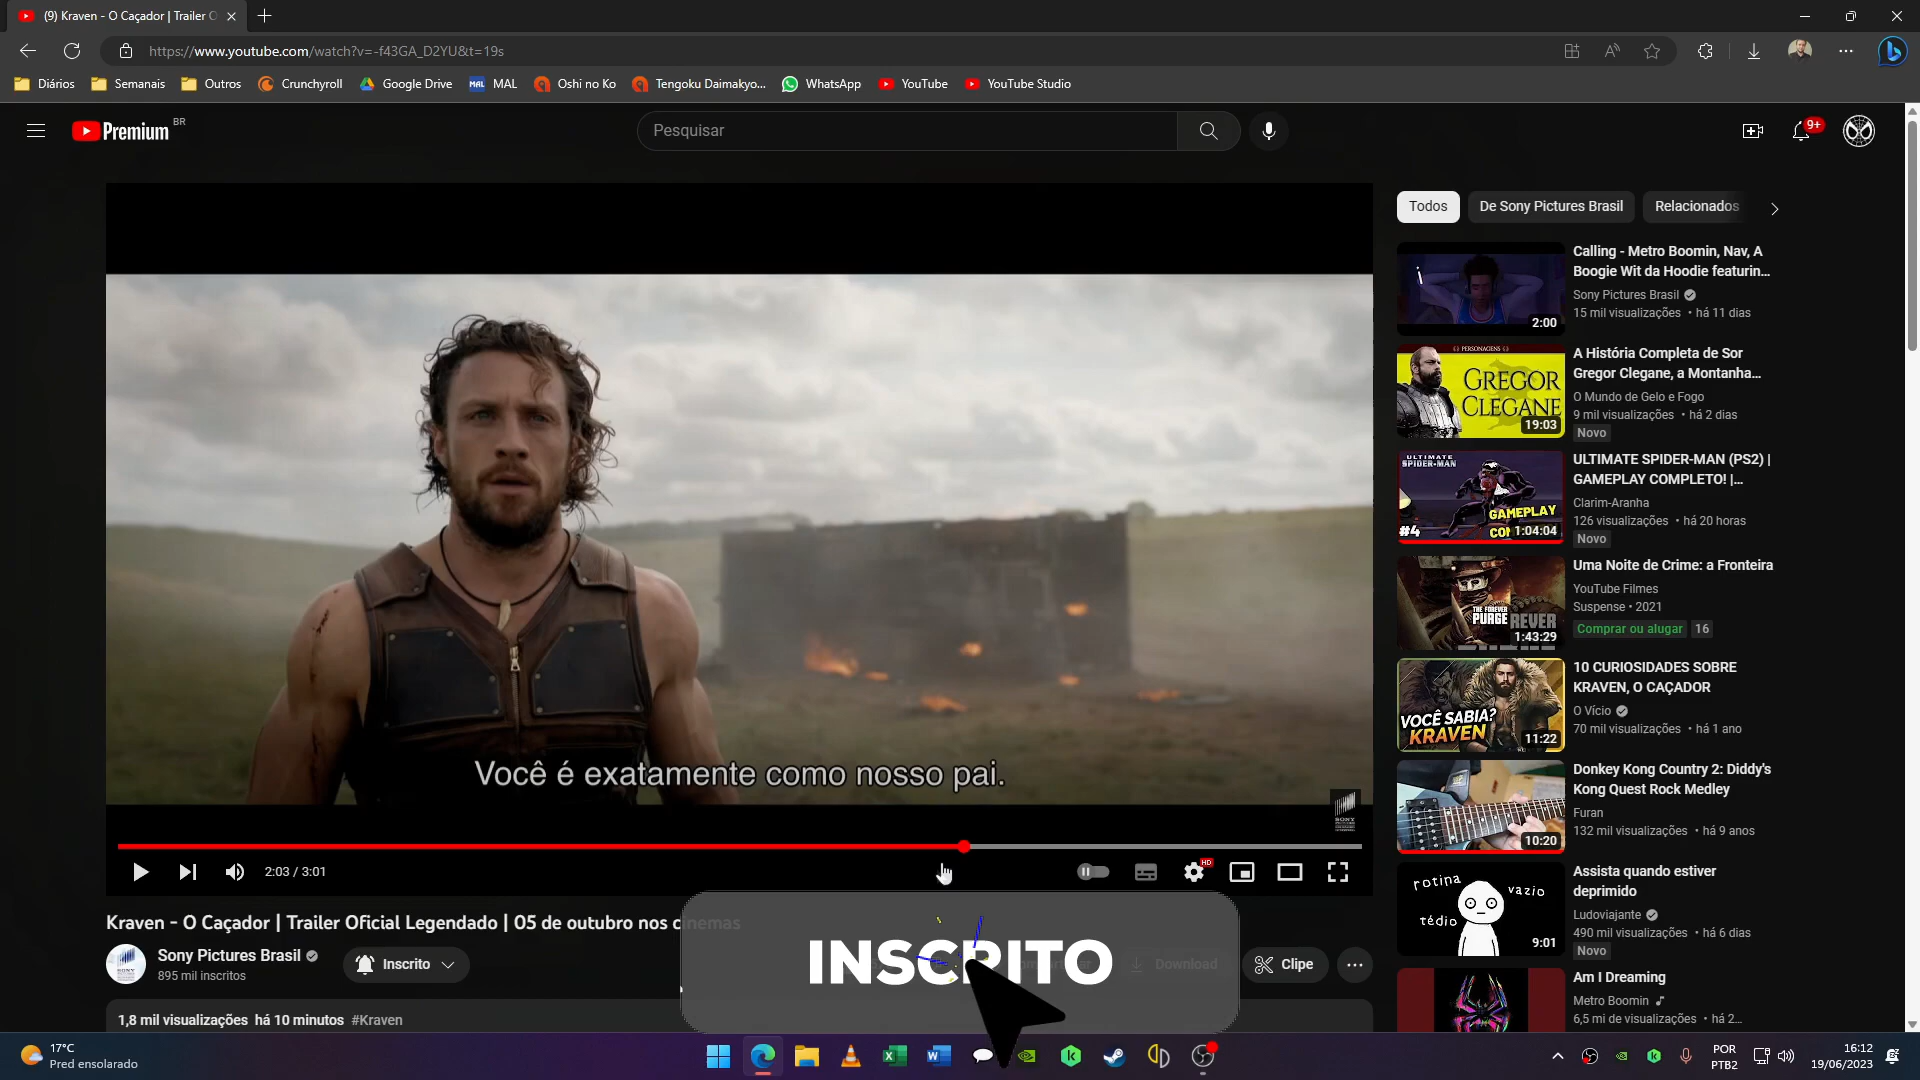 (9) Kraven - O Caçador | Trailer O
https://www.youtube.com/watch?v=-f43GA_D2YU&t=19s
Diários
Semanais
Outros
Crunchyroll
Google Drive
MAL MAL
Oshi no Ko
Tengoku Daimakyo...
WhatsApp
YouTube
YouTube Studio
Premium BR
Pesquisar
9+
Todos
De Sony Pictures Brasil
Relacionados
Calling - Metro Boomin, Nav, A
Boogie Wit da Hoodie featurin...
Sony Pictures Brasil
15 mil visualizações • há 11 dias
2:00
PERSONAGENS
GREGOR
CLEGANE
19:03
A História Completa de Sor
Gregor Clegane, a Montanha...
O Mundo de Gelo e Fogo
9 mil visualizações • há 2 dias
Novo
ULTIMATE
SPIDER-MAN
GAMEPLAY
#4
1:04:04
ULTIMATE SPIDER-MAN (PS2) |
GAMEPLAY COMPLETO! |...
Clarim-Aranha
126 visualizações • há 20 horas
Novo
THE FOREVER
PURGE
1:43:29
Uma Noite de Crime: a Fronteira
YouTube Filmes
Suspense • 2021
Comprar ou alugar 16
VOCÊ SABIA?
KRAVEN
11:22
10 CURIOSIDADES SOBRE
KRAVEN, O CAÇADOR
O Vício
70 mil visualizações • há 1 ano
10:20
Donkey Kong Country 2: Diddy's
Kong Quest Rock Medley
Furan
132 mil visualizações • há 9 anos
rotina
vazio
tédio
9:01
Assista quando estiver
deprimido
Ludoviajante
490 mil visualizações • há 6 dias
Novo
Am I Dreaming
Metro Boomin
6,5 mi de visualizações • há 2...
Você é exatamente como nosso pai.
SONY
2:03 / 3:01
HD
Kraven - O Caçador | Trailer Oficial Legendado | 05 de outubro nos cinemas
Sony Pictures Brasil
895 mil inscritos
Inscrito
INSCRITO
Download
Clipe
1,8 mil visualizações há 10 minutos #Kraven
17°C
Pred ensolarado
POR
PTB2
16:12
19/06/2023